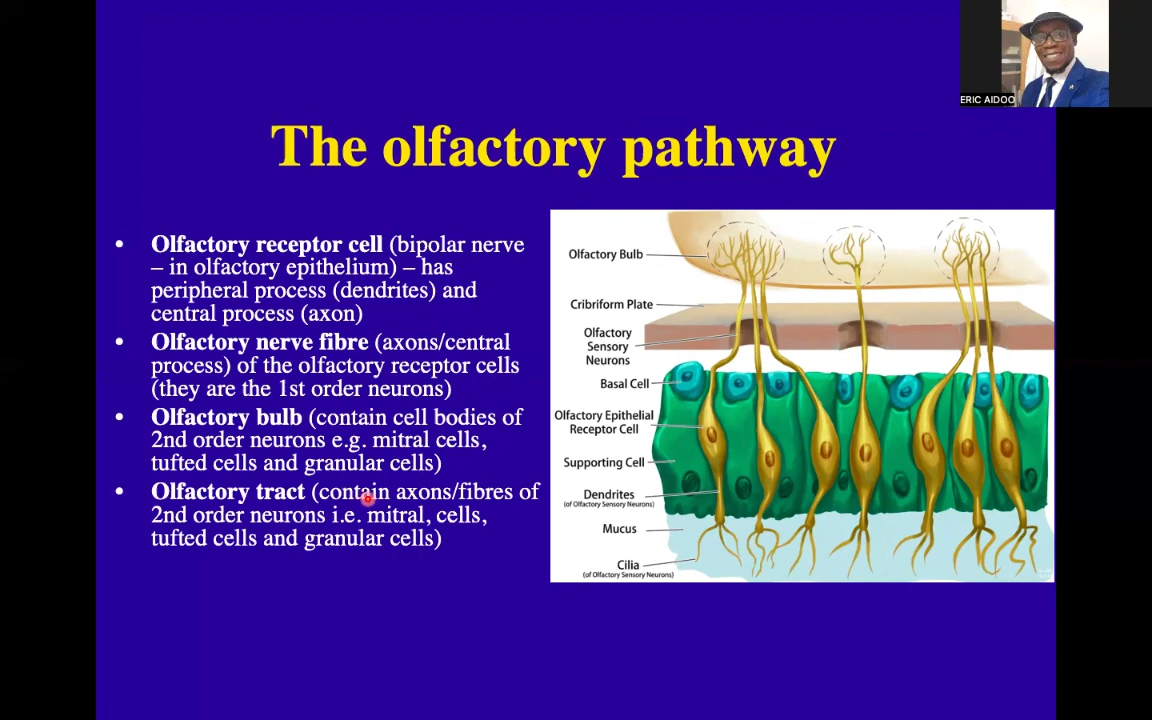 ERIC AIDOO
The olfactory pathway
• Olfactory receptor cell (bipolar nerve
– in olfactory epithelium) – has
peripheral process (dendrites) and
central process (axon)
• Olfactory nerve fibre (axons/central
process) of the olfactory receptor cells
(they are the 1st order neurons)
• Olfactory bulb (contain cell bodies of
2nd order neurons e.g. mitral cells,
tufted cells and granular cells)
• Olfactory tract (contain axons/fibres of
2nd order neurons i.e. mitral, cells,
tufted cells and granular cells)
Olfactory Bulb
Cribriform Plate
Olfactory
Sensory
Neurons
Basal Cell
Olfactory Epithelial
Receptor Cell
Supporting Cell
Dendrites
(of Olfactory Sensory Neurons)
Mucus
Cilia
(of Olfactory Sensory Neurons)